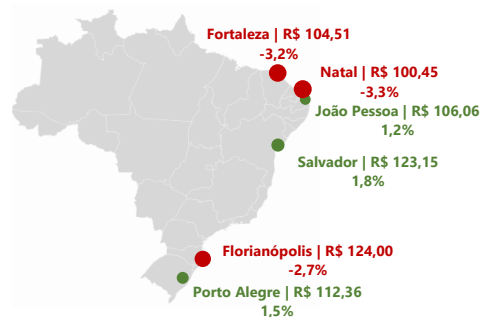 Fortaleza | R$ 104,51
-3,2%
Natal | R$ 100,45
-3,3%
João Pessoa | R$ 106,06
1,2%
Salvador | R$ 123,15
1,8%
Florianópolis | R$ 124,00
-2,7%
Porto Alegre | R$ 112,36
1,5%